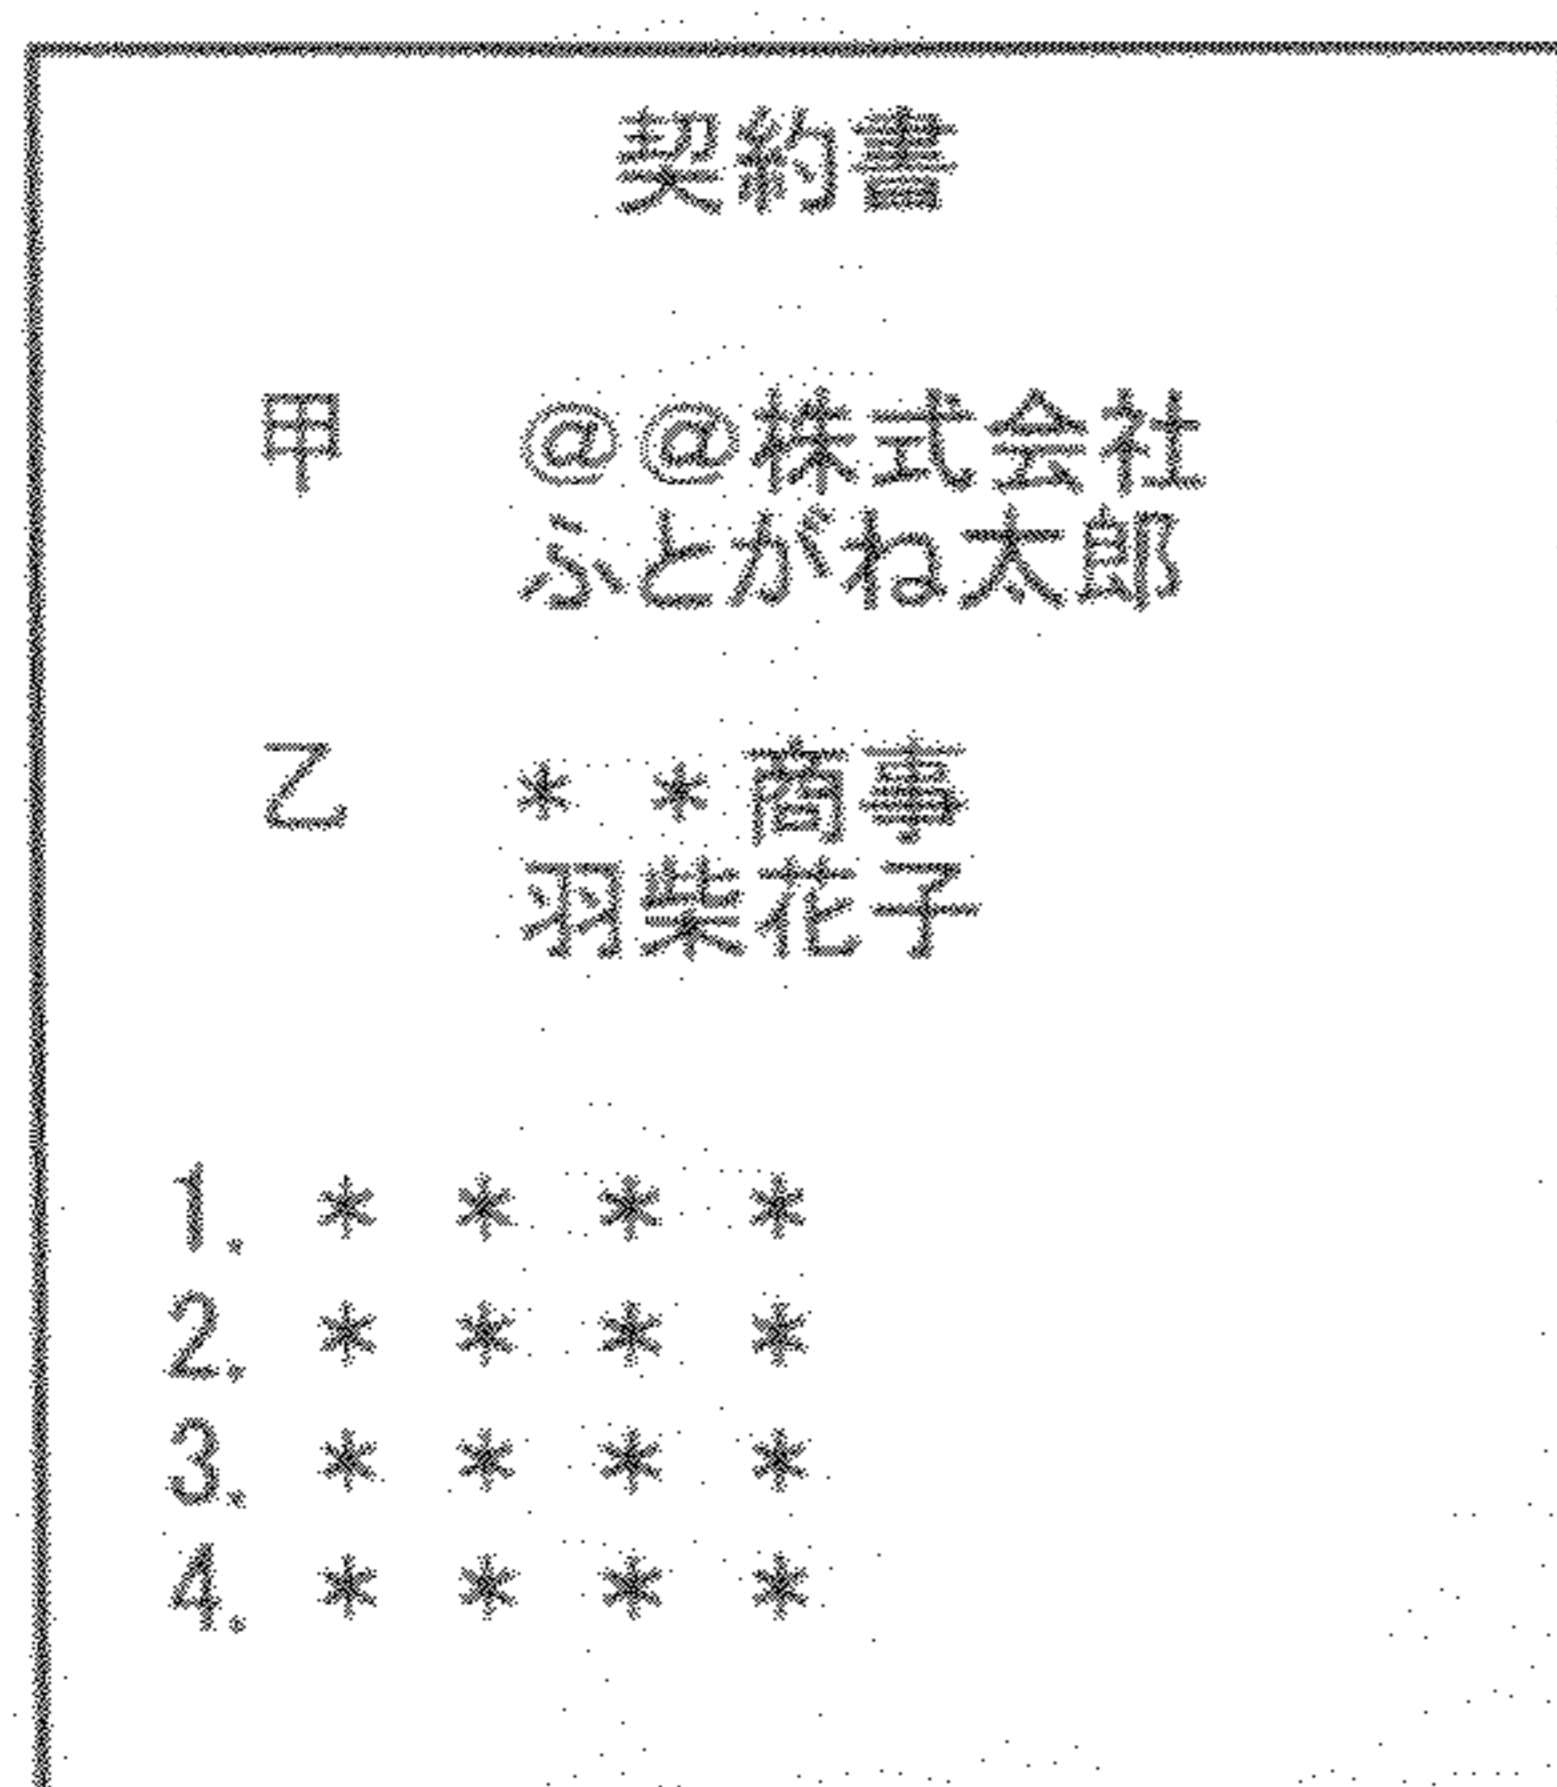 契約書
甲 @@株式会社
ふとがね太郎
乙 ＊＊商事
羽柴花子
1. ＊ ＊ ＊ ＊
2. ＊ ＊ ＊ ＊
3. ＊ ＊ ＊ ＊
4. ＊ ＊ ＊ ＊